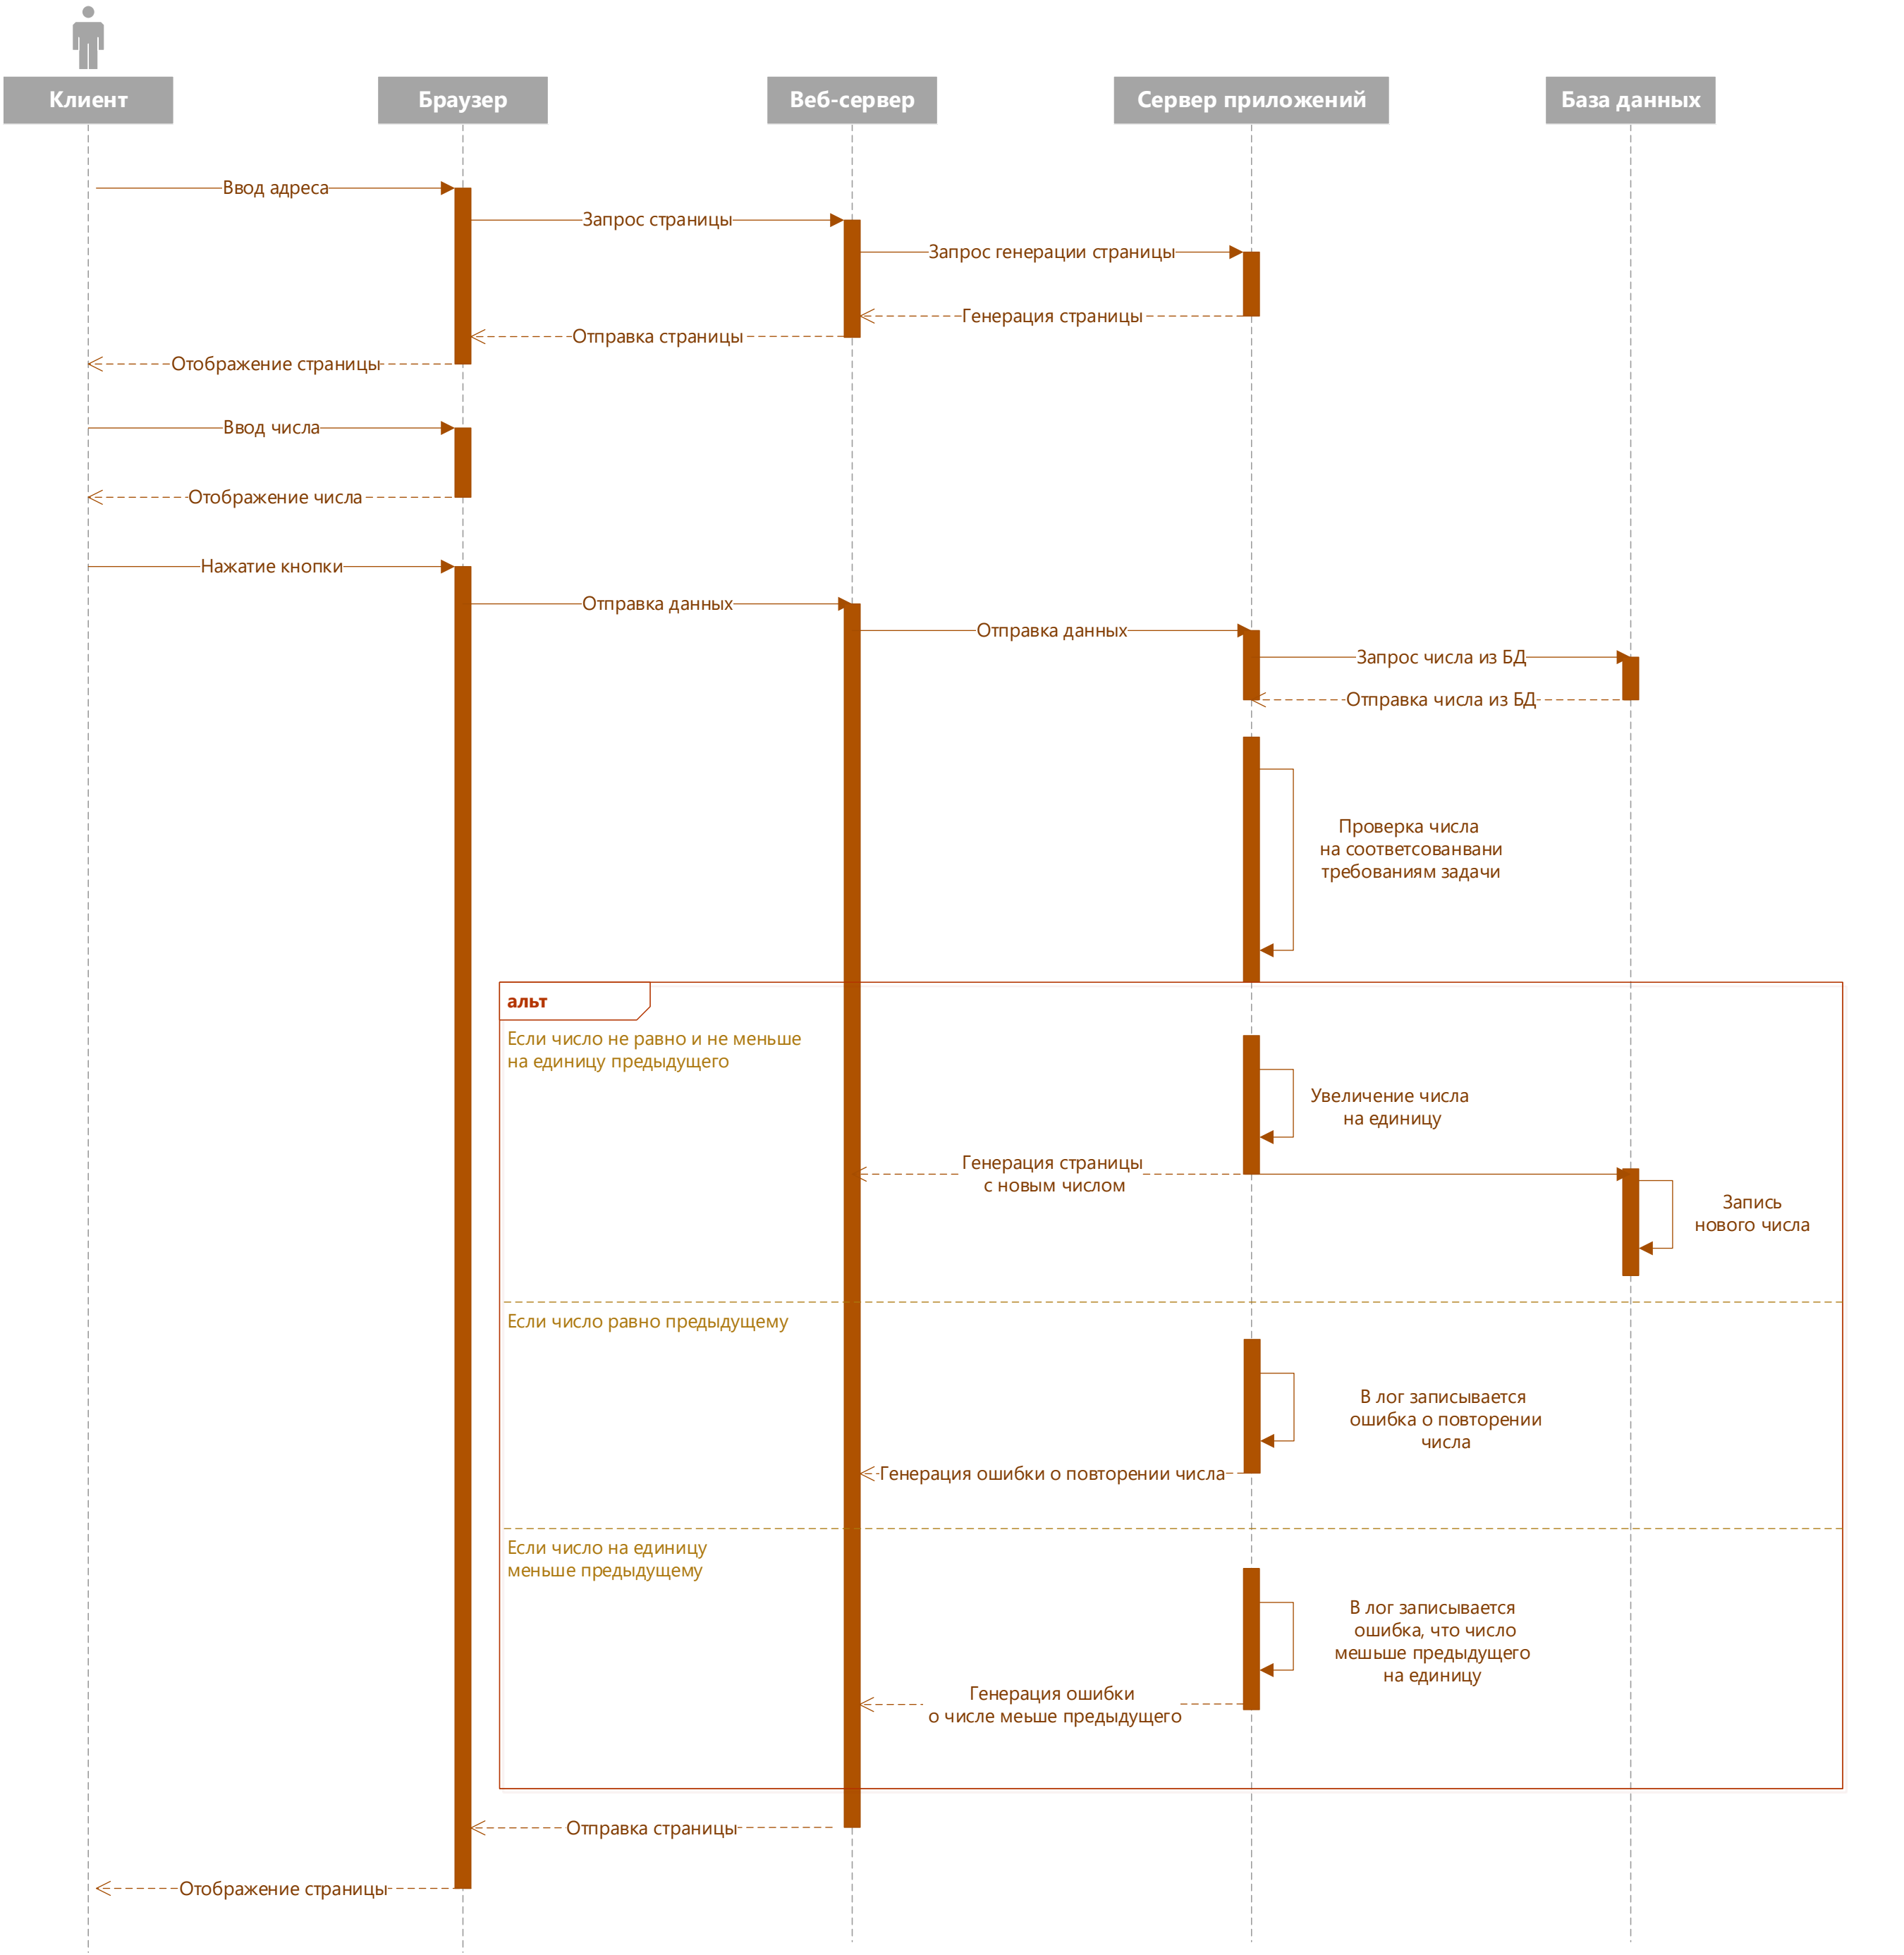 Клиент
Браузер
Веб-сервер
Сервер приложений
База данных
Ввод адреса
Запрос страницы
Запрос генерации страницы
Генерация страницы
Отправка страницы
Отображение страницы
Ввод числа
Отображение числа
Нажатие кнопки
Отправка данных
Отправка данных
Запрос числа из БД
Отправка числа из БД
Проверка числа
на соответсованвани
требованиям задачи
альт
Если число не равно и не меньше
на единицу предыдущего
Увеличение числа
на единицу
Генерация страницы
с новым числом
Запись
нового числа
Если число равно предыдущему
В лог записывается
ошибка о повторении
числа
Генерация ошибки о повторении числа
Если число на единицу
меньше предыдущему
В лог записывается
ошибка, что число
мешьше предыдущего
на единицу
Генерация ошибки
о числе меьше предыдущего
Отправка страницы
Отображение страницы